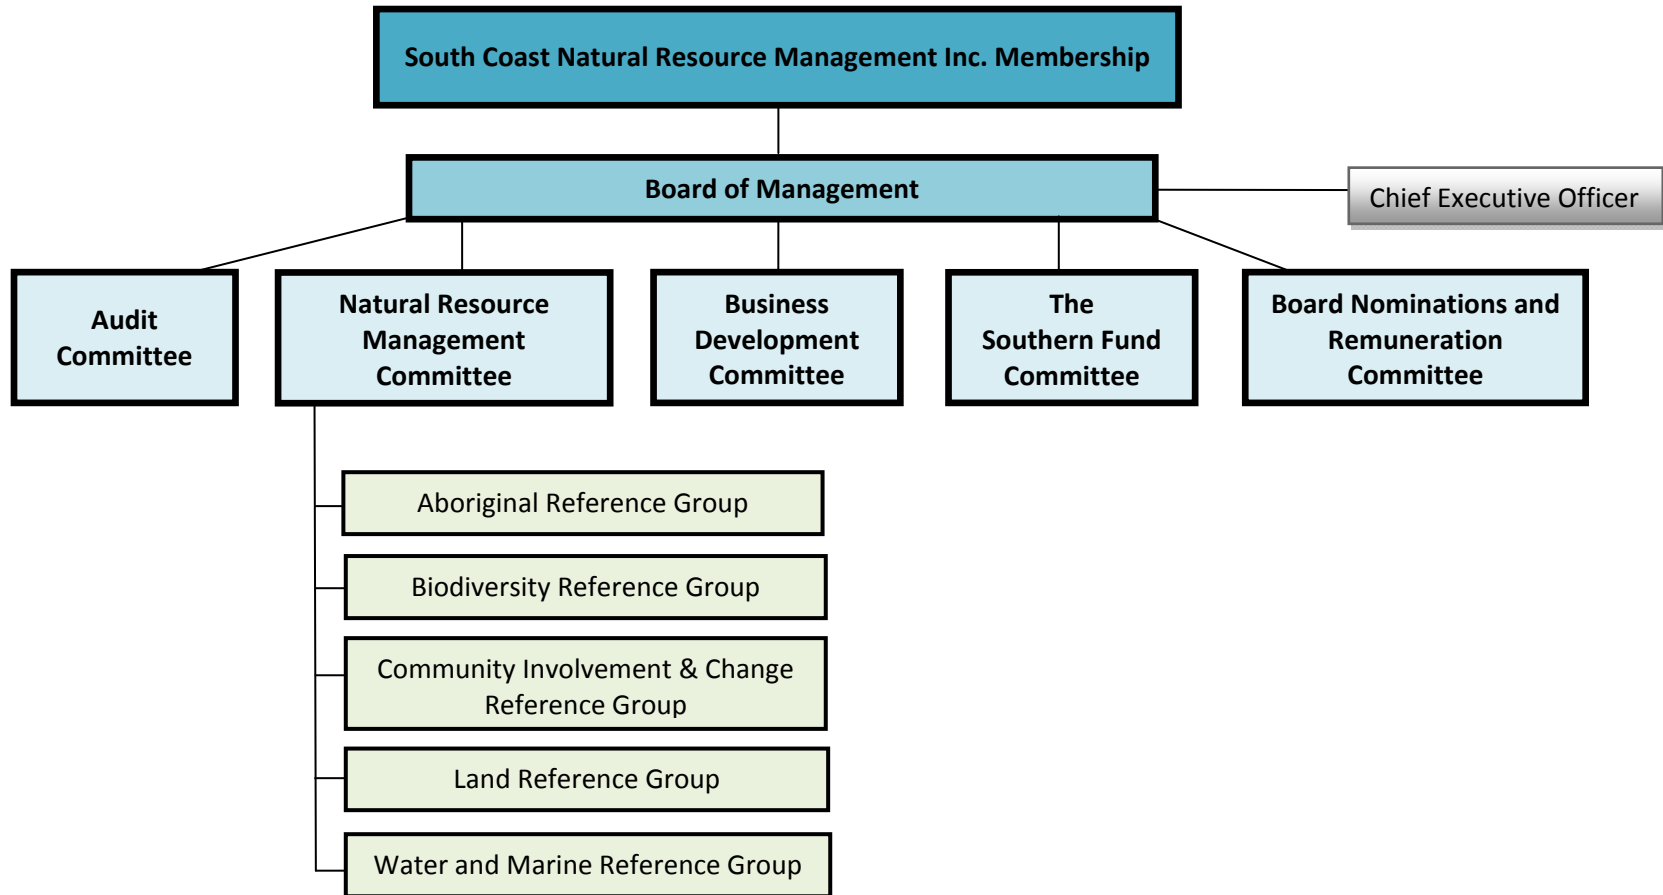 South Coast Natural Resource Management Inc. Membership
Board of Management
Chief Executive Officer
Audit
Committee
Natural Resource
Management
Committee
Business
Development
Committee
The
Southern Fund
Committee
Board Nominations and
Remuneration
Committee
Aboriginal Reference Group
Biodiversity Reference Group
Community Involvement & Change
Reference Group
Land Reference Group
Water and Marine Reference Group